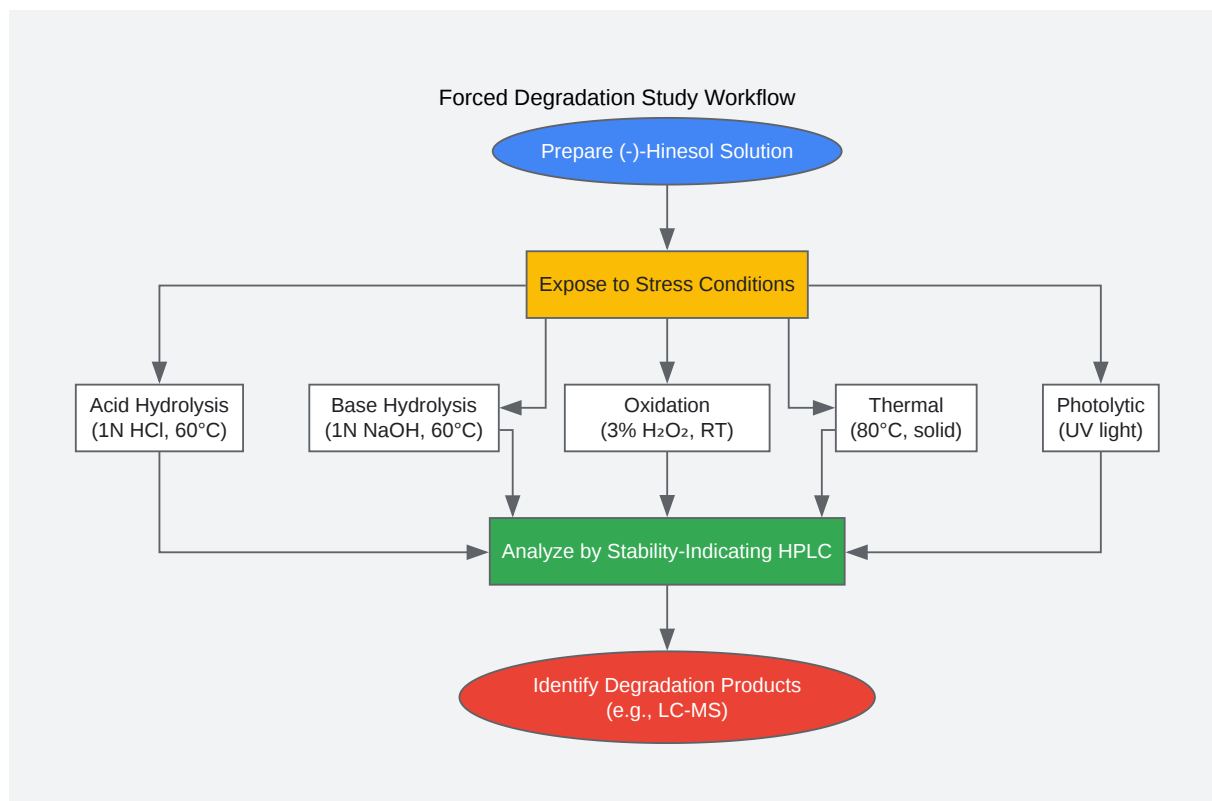 Forced Degradation Study Workflow
Prepare (-)-Hinesol Solution
Expose to Stress Conditions
Acid Hydrolysis
(1N HCl, 60°C)
Base Hydrolysis
(1N NaOH, 60°C)
Oxidation
(3% H₂O₂, RT)
Thermal
(80°C, solid)
Photolytic
(UV light)
Analyze by Stability-Indicating HPLC
Identify Degradation Products
(e.g., LC-MS)